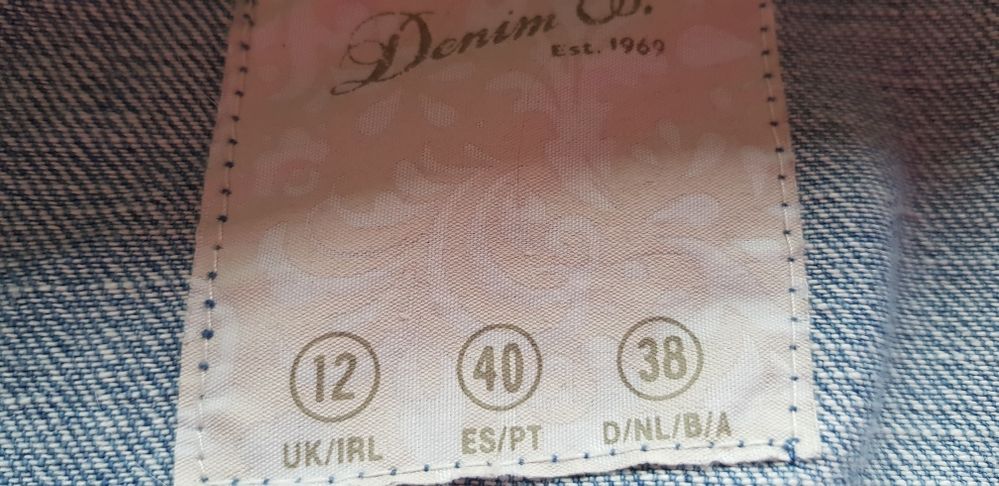 Denim Co.
Est. 1969
12 40 38
UK/IRL ES/PT D/NL/B/A